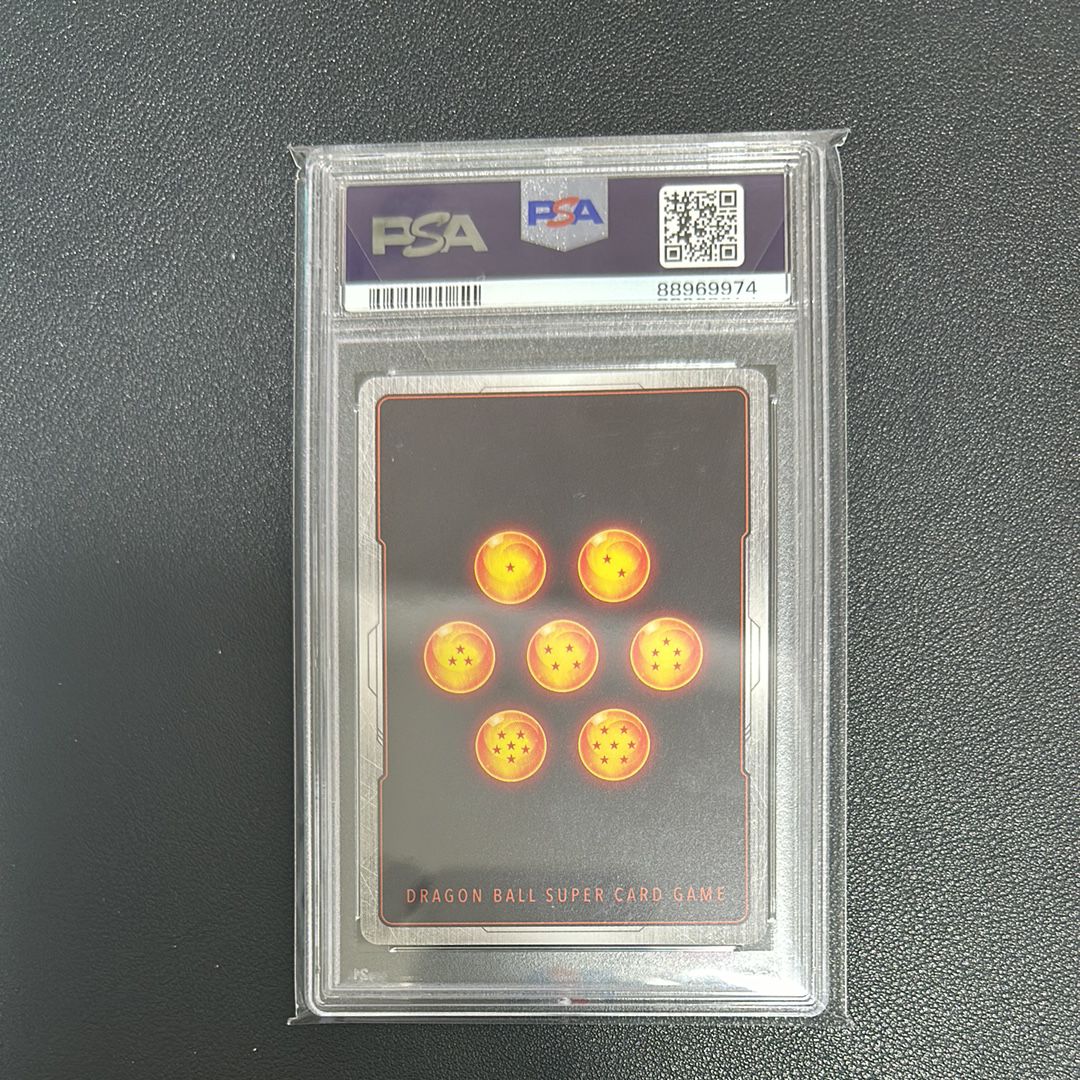 PSA
PSA
88969974
DRAGON BALL SUPER CARD GAME